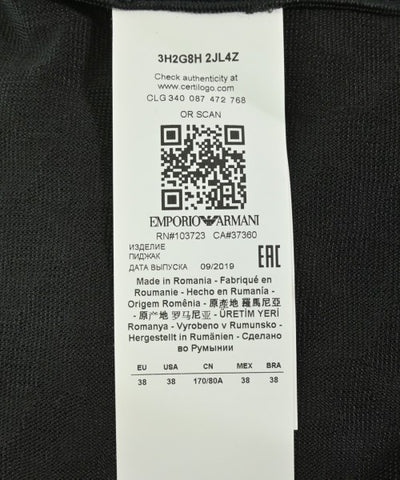 3H2G8H 2JL4Z
Check authenticity at
www.certilogo.com
CLG 340 087 472 768
OR SCAN
EMPORIO ARMANI
RN#103723 CA#37360
ИЗДЕЛИЕ
ПИДЖАК
ДАТА ВЫПУСКА 09/2019
EAC
Made in Romania - Fabriqué en
Roumanie - Hecho en Rumanía -
Origem Romênia - 原產地 羅馬尼亞
- 原产地 罗马尼亚 - ÜRETİM YERİ
Romanya - Vyrobeno v Rumunsko -
Hergestellt in Rumänien - Сделано
во Румынии
EU USA CN MEX BRA
38 38 170/80A 38 38